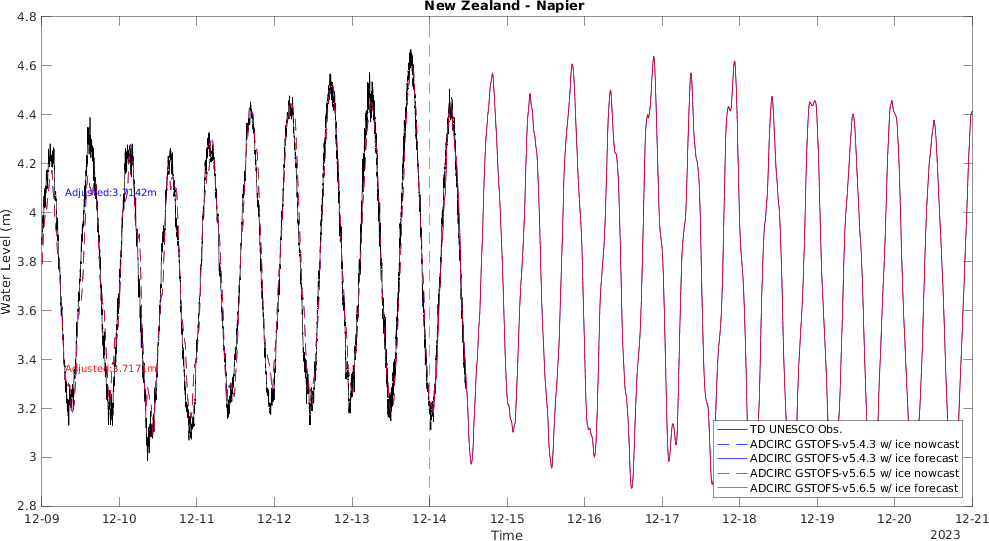 New Zealand - Napier
4.8
4.6
4.4
4.2
4
3.8
3.6
3.4
3.2
3
2.8
Water Level (m)
Adjusted:3.7142m
Adjusted:3.7171m
TD UNESCO Obs.
ADCIRC GSTOFS-v5.4.3 w/ ice nowcast
ADCIRC GSTOFS-v5.4.3 w/ ice forecast
ADCIRC GSTOFS-v5.6.5 w/ ice nowcast
ADCIRC GSTOFS-v5.6.5 w/ ice forecast
12-09 12-10 12-11 12-12 12-13 12-14 12-15 12-16 12-17 12-18 12-19 12-20 12-21
Time
2023